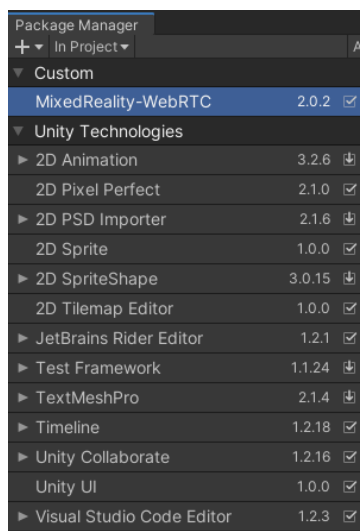 Package Manager
+ ▾ In Project ▾ A
Custom
MixedReality-WebRTC 2.0.2
Unity Technologies
2D Animation 3.2.6
2D Pixel Perfect 2.1.0
2D PSD Importer 2.1.6
2D Sprite 1.0.0
2D SpriteShape 3.0.15
2D Tilemap Editor 1.0.0
JetBrains Rider Editor 1.2.1
Test Framework 1.1.24
TextMeshPro 2.1.4
Timeline 1.2.18
Unity Collaborate 1.2.16
Unity UI 1.0.0
Visual Studio Code Editor 1.2.3